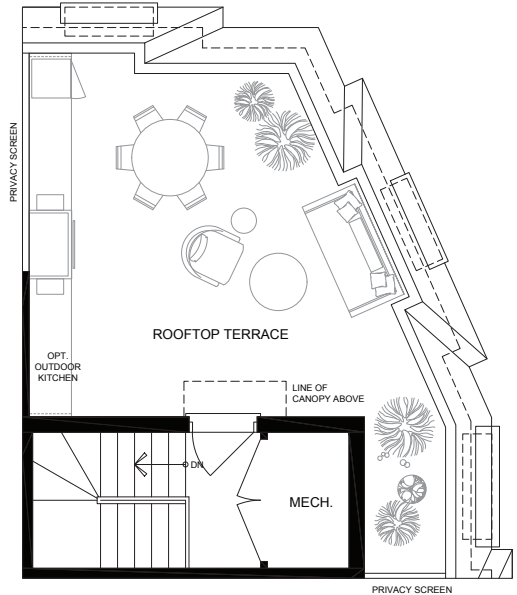 PRIVACY SCREEN
ROOFTOP TERRACE
OPT.
OUTDOOR
KITCHEN
LINE OF
CANOPY ABOVE
DN
MECH.
PRIVACY SCREEN